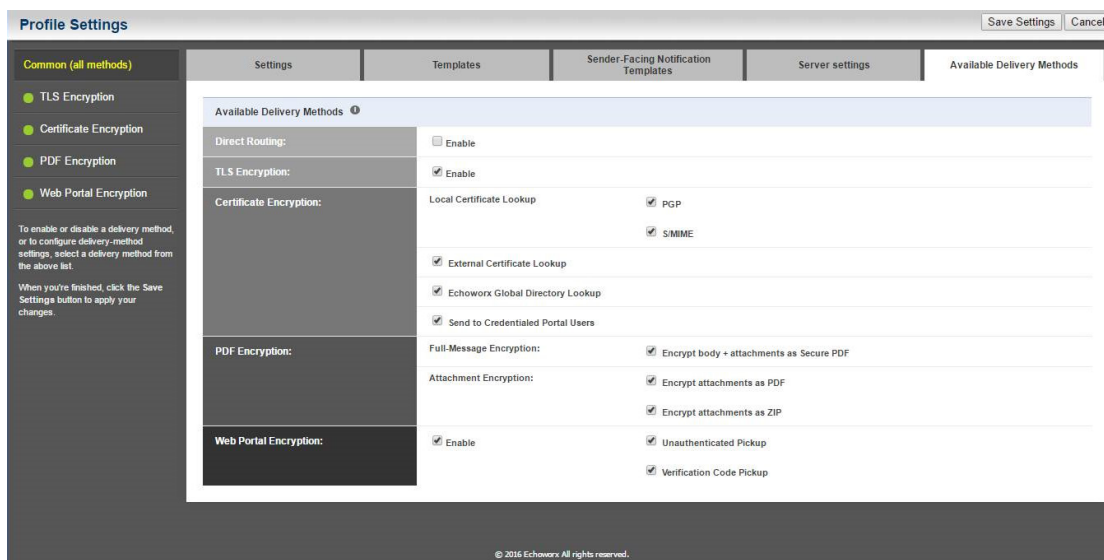 Profile Settings
Save Settings
Cancel
Common (all methods)
TLS Encryption
Certificate Encryption
PDF Encryption
Web Portal Encryption
To enable or disable a delivery method,
or to configure delivery-method
settings, select a delivery method from
the above list.
When you're finished, click the Save
Settings button to apply your
changes.
Settings
Templates
Sender-Facing Notification
Templates
Server settings
Available Delivery Methods
Available Delivery Methods
Direct Routing:
Enable
TLS Encryption:
Enable
Certificate Encryption:
Local Certificate Lookup
PGP
S/MIME
External Certificate Lookup
Echoworx Global Directory Lookup
Send to Credentialed Portal Users
PDF Encryption:
Full-Message Encryption:
Encrypt body + attachments as Secure PDF
Attachment Encryption:
Encrypt attachments as PDF
Encrypt attachments as ZIP
Web Portal Encryption:
Enable
Unauthenticated Pickup
Verification Code Pickup
© 2016 Echoworx All rights reserved.